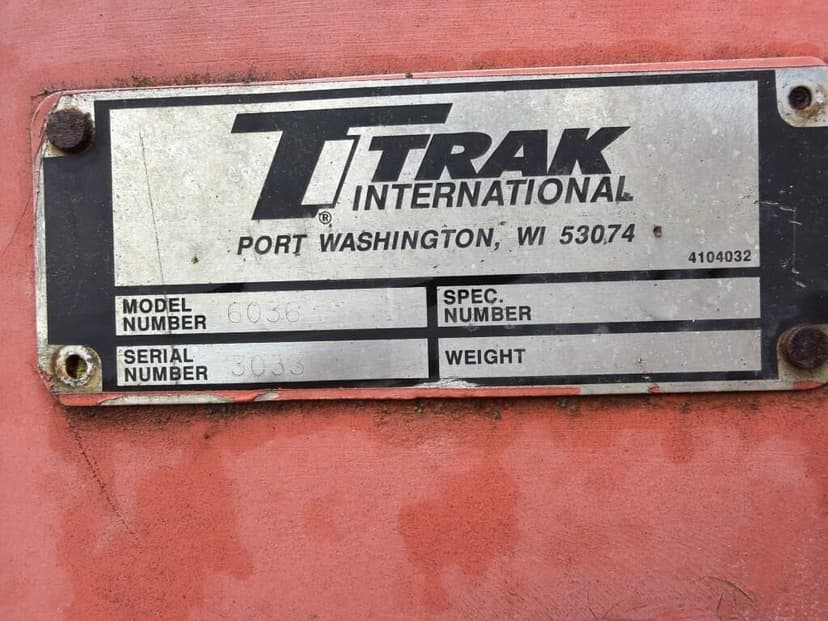 TRAK
INTERNATIONAL
®
PORT WASHINGTON, WI 53074
4104032
MODEL
NUMBER 6036
SPEC.
NUMBER
SERIAL
NUMBER 3033
WEIGHT